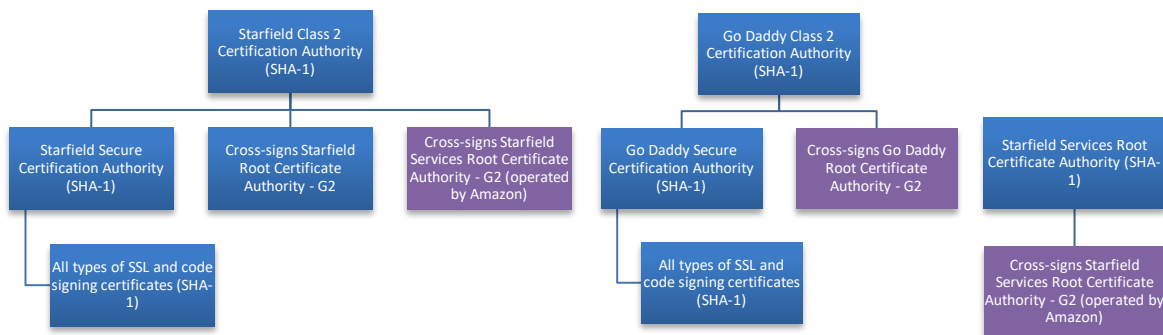 Starfield Class 2
Certification Authority
(SHA-1)
Go Daddy Class 2
Certification Authority
(SHA-1)
Starfield Secure
Certification Authority
(SHA-1)
Cross-signs Starfield
Root Certificate
Authority - G2
Cross-signs Starfield
Services Root Certificate
Authority - G2 (operated
by Amazon)
Go Daddy Secure
Certification Authority
(SHA-1)
Cross-signs Go Daddy
Root Certificate
Authority - G2
Starfield Services Root
Certificate Authority (SHA-
1)
All types of SSL and code
signing certificates (SHA-
1)
All types of SSL and
code signing certificates
(SHA-1)
Cross-signs Starfield
Services Root Certificate
Authority - G2 (operated by
Amazon)